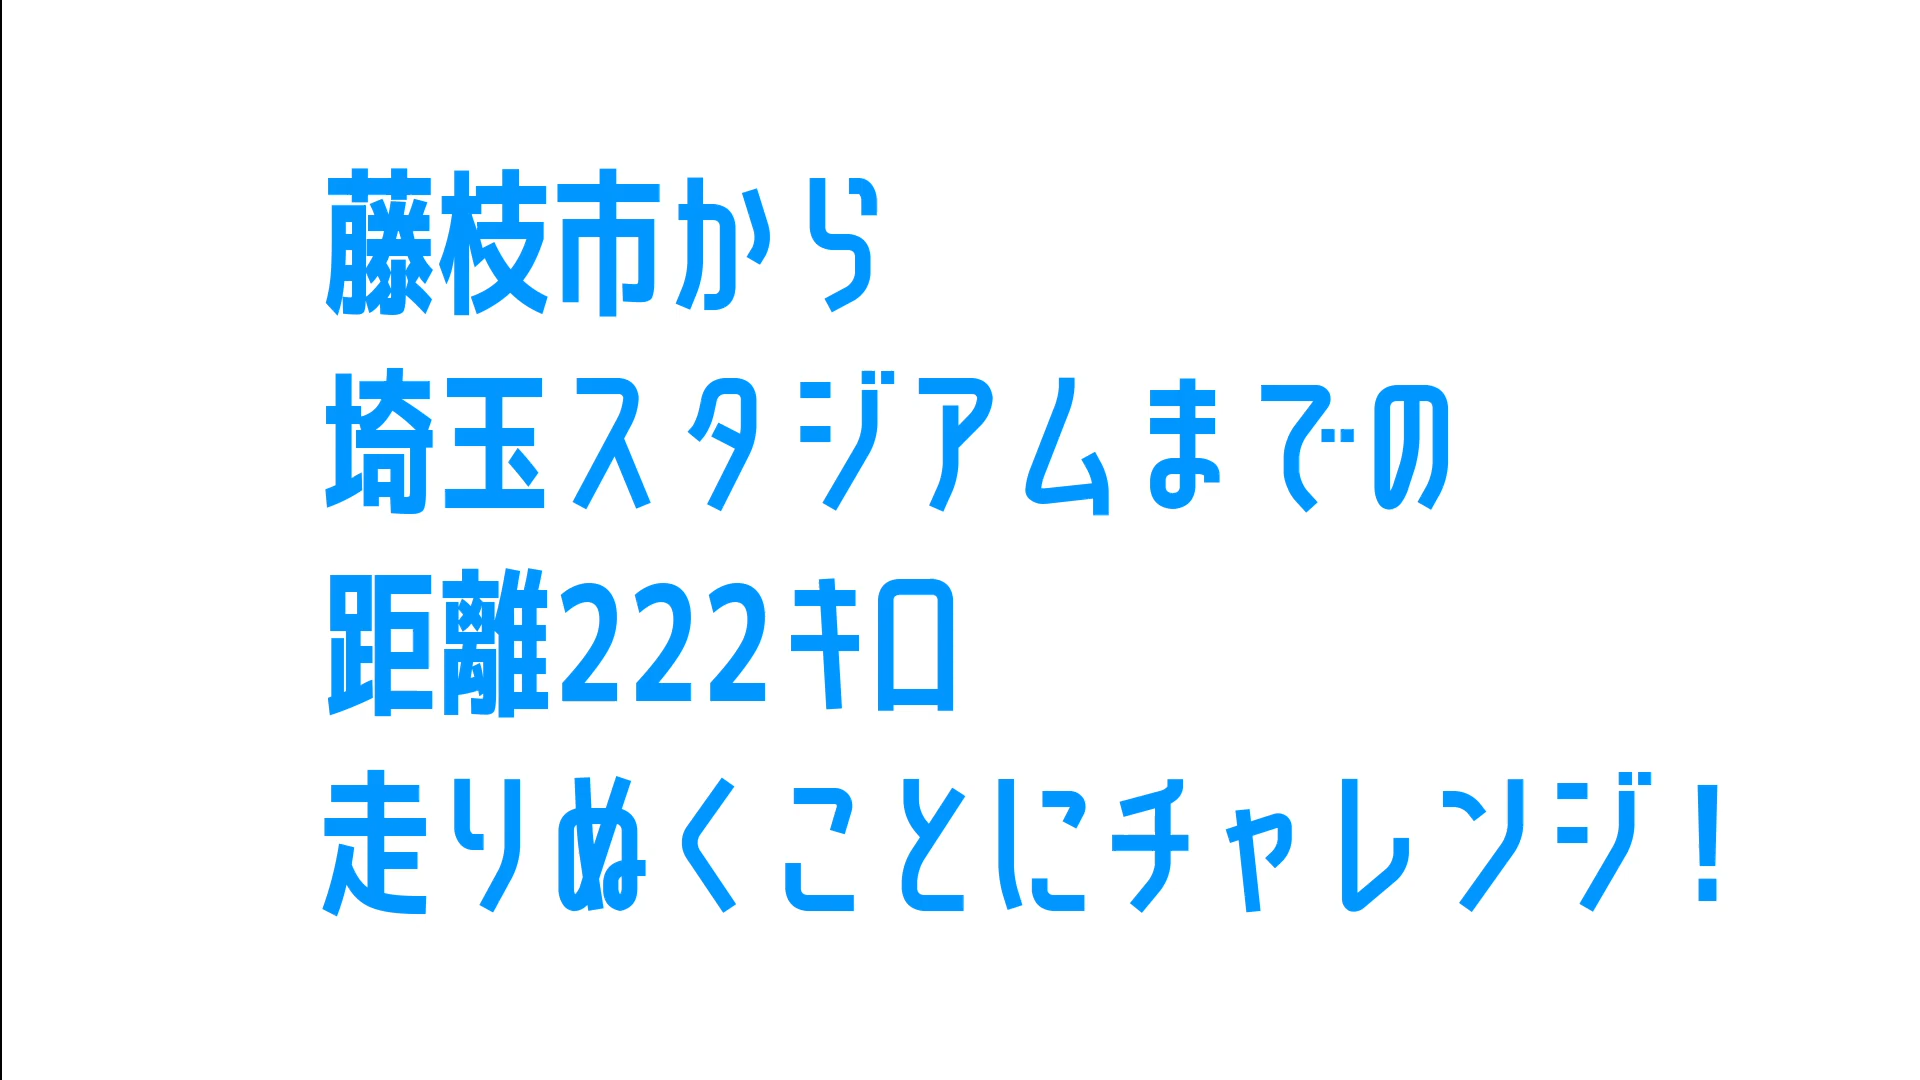 藤枝市から
埼玉スタジアムまでの
距離222キロ
走りぬくことにチャレンジ！